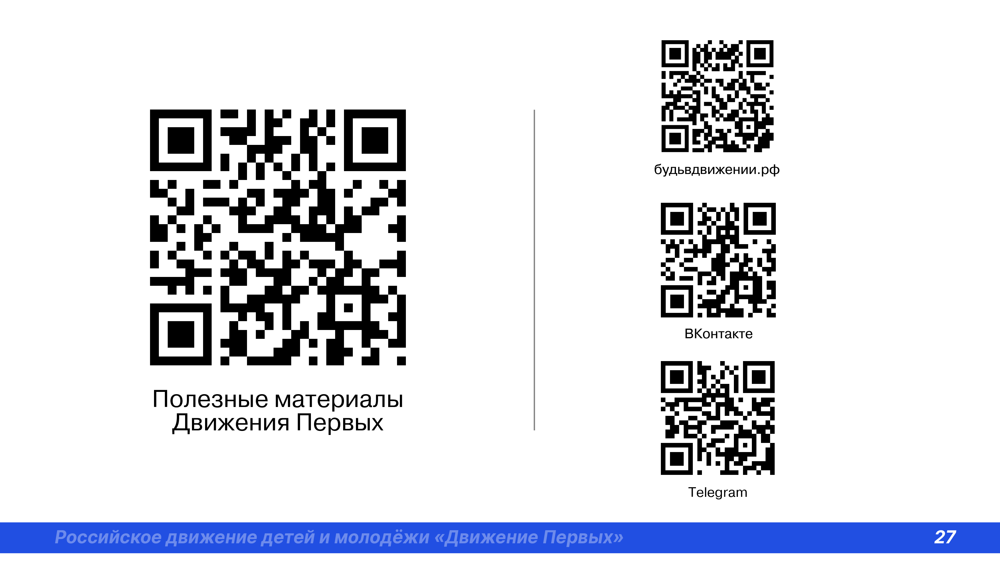 Полезные материалы
Движения Первых
будьвдвижении.рф
ВКонтакте
Telegram
Российское движение детей и молодёжи «Движение Первых»
27